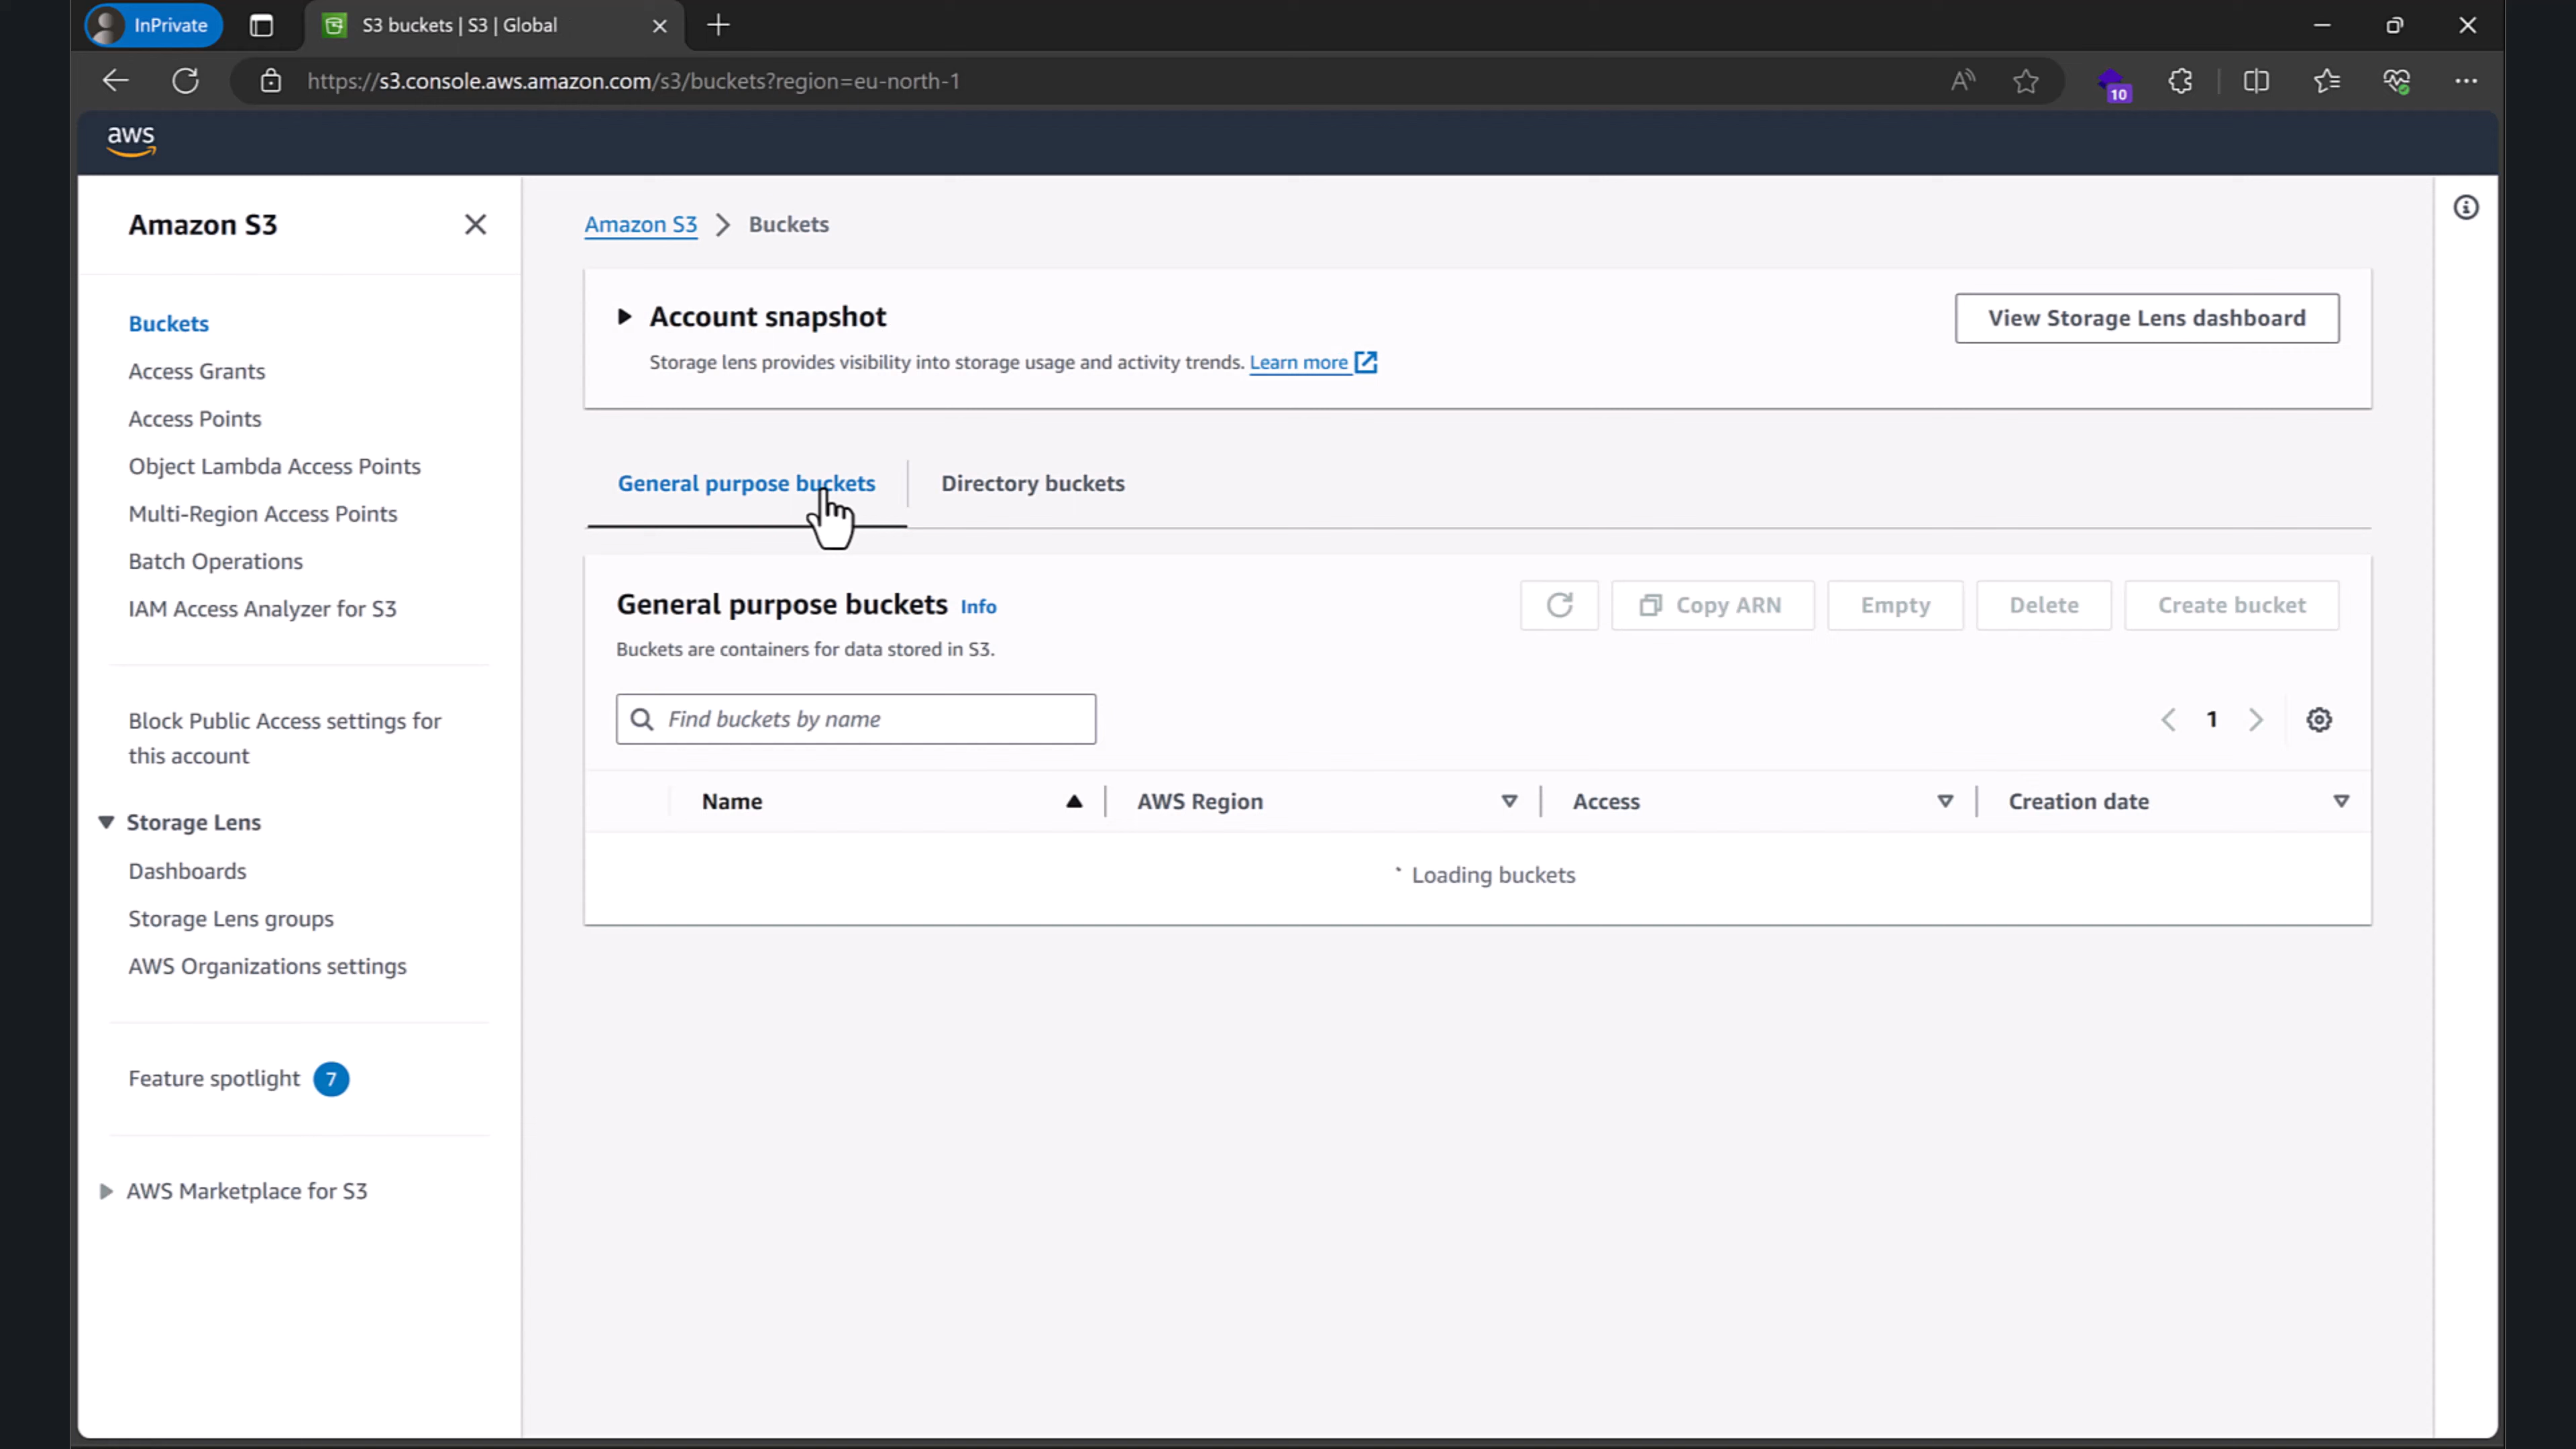 InPrivate
S3 buckets | S3 | Global
https://s3.console.aws.amazon.com/s3/buckets?region=eu-north-1
A
10
aws
Amazon S3
Buckets
Access Grants
Access Points
Object Lambda Access Points
Multi-Region Access Points
Batch Operations
IAM Access Analyzer for S3
Block Public Access settings for
this account
Storage Lens
Dashboards
Storage Lens groups
AWS Organizations settings
Feature spotlight 7
AWS Marketplace for S3
Amazon S3 > Buckets
Account snapshot
View Storage Lens dashboard
Storage lens provides visibility into storage usage and activity trends. Learn more
General purpose buckets
Directory buckets
General purpose buckets Info
Copy ARN
Empty
Delete
Create bucket
Buckets are containers for data stored in S3.
Find buckets by name
1
Name
AWS Region
Access
Creation date
Loading buckets